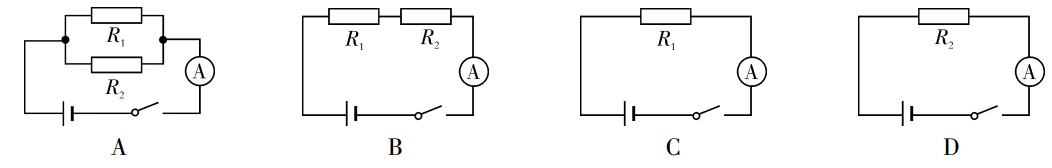 R₁ R₁ R₂ R₁ R₂
A R₂ A A A
A B C D